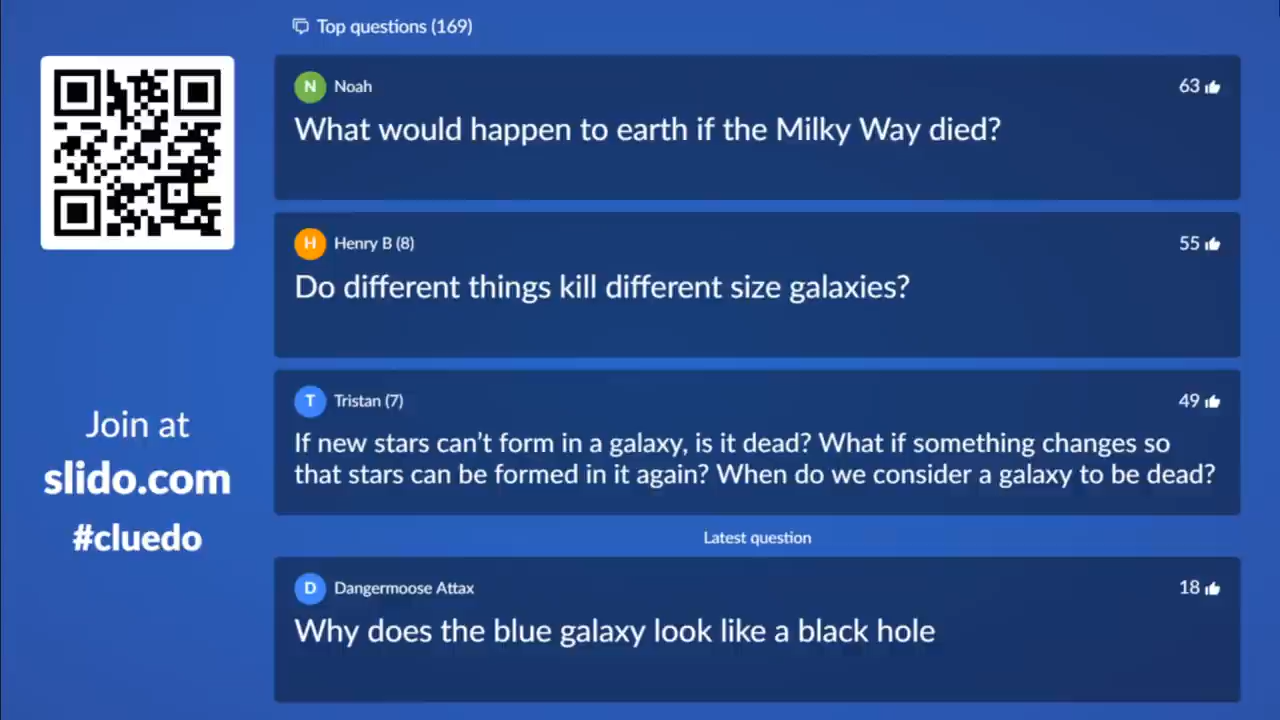 Top questions (169)
N Noah 63
What would happen to earth if the Milky Way died?
H Henry B (8) 55
Do different things kill different size galaxies?
T Tristan (7) 49
If new stars can’t form in a galaxy, is it dead? What if something changes so
that stars can be formed in it again? When do we consider a galaxy to be dead?
Join at
slido.com
#cluedo
Latest question
D Dangermoose Attax 18
Why does the blue galaxy look like a black hole